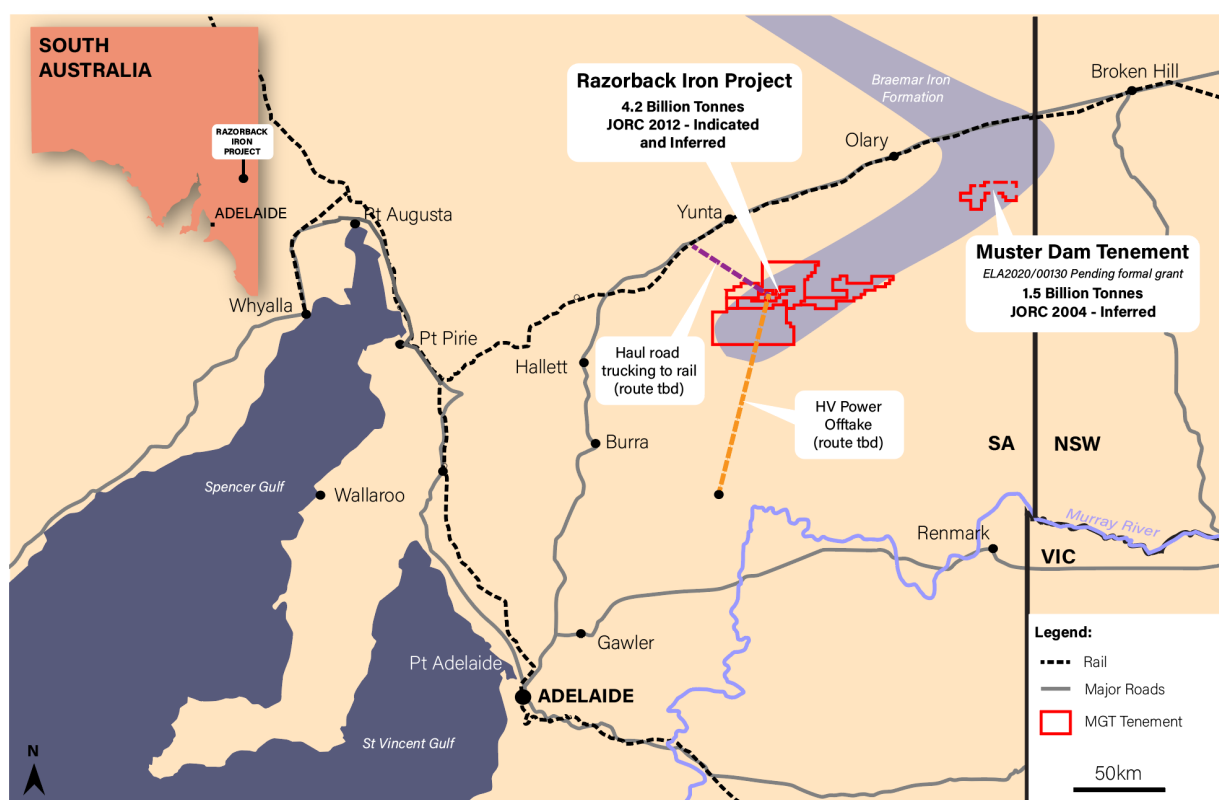 SOUTH
AUSTRALIA
RAZORBACK
IRON
PROJECT
ADELAIDE
Razorback Iron Project
4.2 Billion Tonnes
JORC 2012 - Indicated
and Inferred
Braemar Iron
Formation
Broken Hill
Olary
Yunta
Pt Augusta
Muster Dam Tenement
ELA2020/00130 Pending formal grant
1.5 Billion Tonnes
JORC 2004 - Inferred
Whyalla
Pt Pirie
Hallett
Haul road
trucking to rail
(route tbd)
HV Power
Offtake
(route tbd)
Burra
SA
NSW
Spencer Gulf
Wallaroo
Murray River
Renmark
VIC
Gawler
Pt Adelaide
ADELAIDE
St Vincent Gulf
N
Legend:
Rail
Major Roads
MGT Tenement
50km